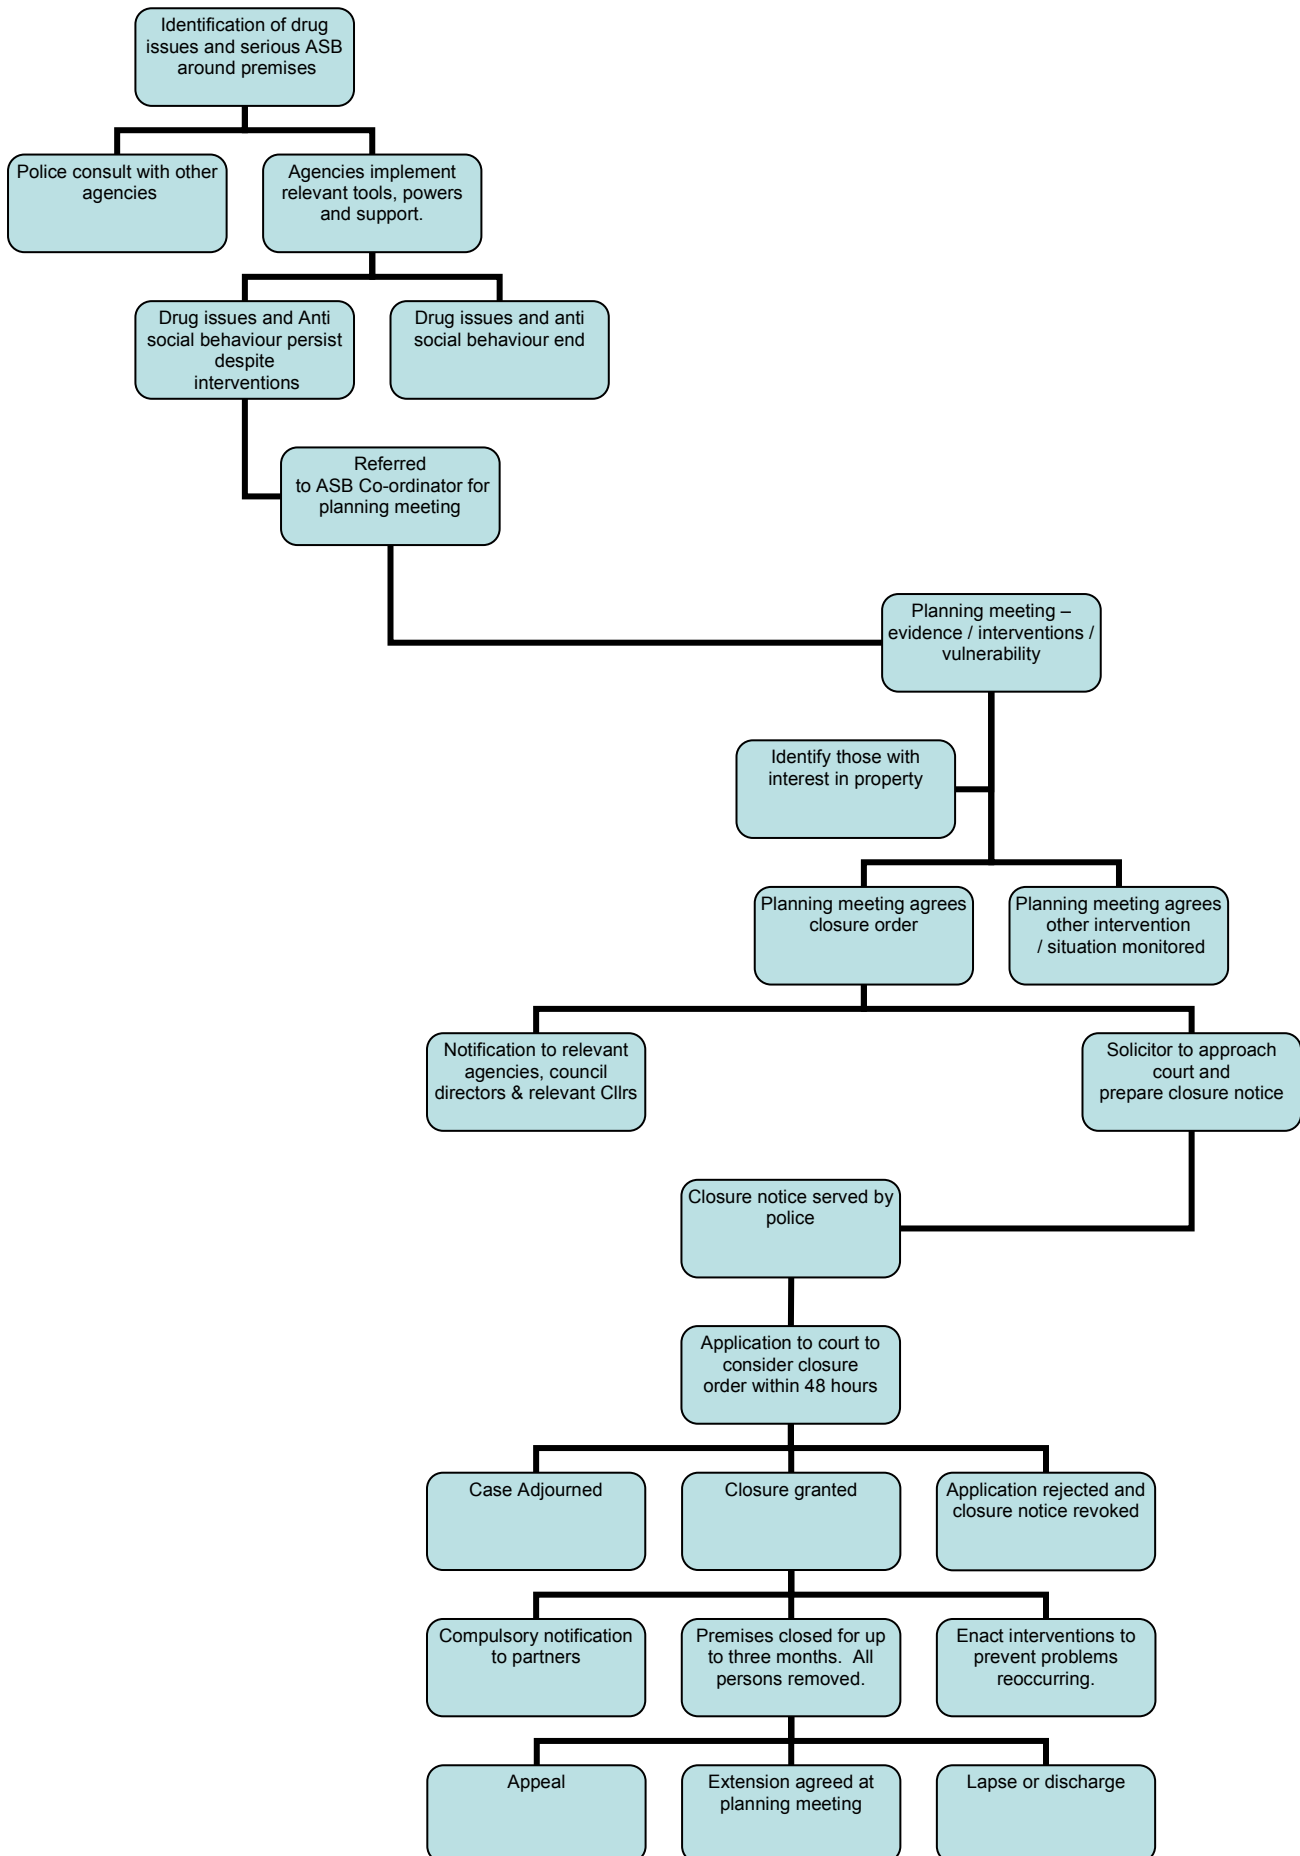 Identification of drug
issues and serious ASB
around premises
Police consult with other
agencies
Agencies implement
relevant tools, powers
and support.
Drug issues and Anti
social behaviour persist
despite
interventions
Drug issues and anti
social behaviour end
Referred
to ASB Co-ordinator for
planning meeting
Planning meeting –
evidence / interventions /
vulnerability
Identify those with
interest in property
Planning meeting agrees
closure order
Planning meeting agrees
other intervention
/ situation monitored
Notification to relevant
agencies, council
directors & relevant Cllrs
Solicitor to approach
court and
prepare closure notice
Closure notice served by
police
Application to court to
consider closure
order within 48 hours
Case Adjourned
Closure granted
Application rejected and
closure notice revoked
Compulsory notification
to partners
Premises closed for up
to three months.  All
persons removed.
Enact interventions to
prevent problems
reoccurring.
Appeal
Extension agreed at
planning meeting
Lapse or discharge